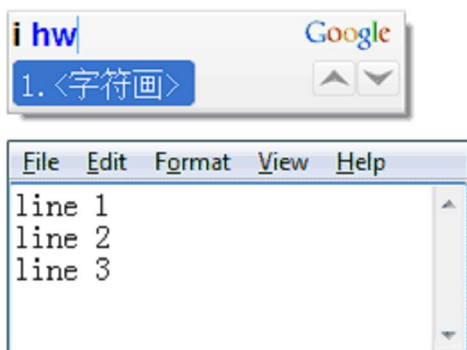 i hw Google
1.<字符画>
File Edit Format View Help
line 1
line 2
line 3